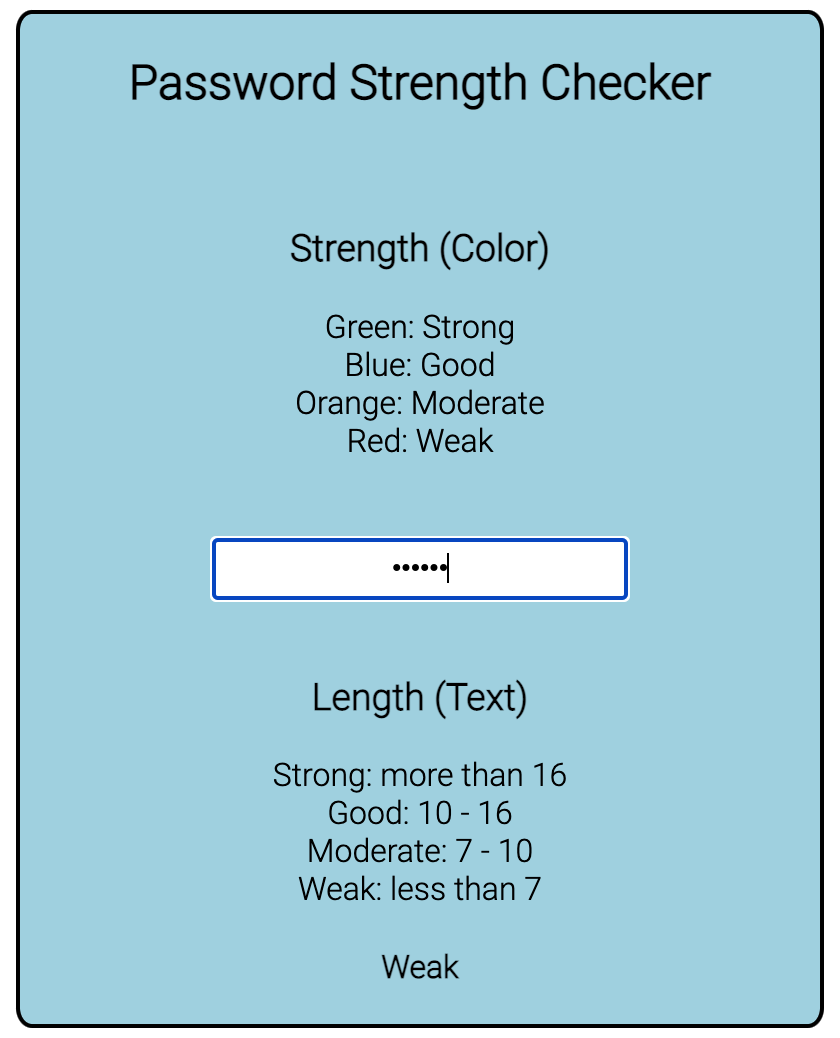 Password Strength Checker
Strength (Color)
Green: Strong
Blue: Good
Orange: Moderate
Red: Weak
••••••
Length (Text)
Strong: more than 16
Good: 10 - 16
Moderate: 7 - 10
Weak: less than 7
Weak